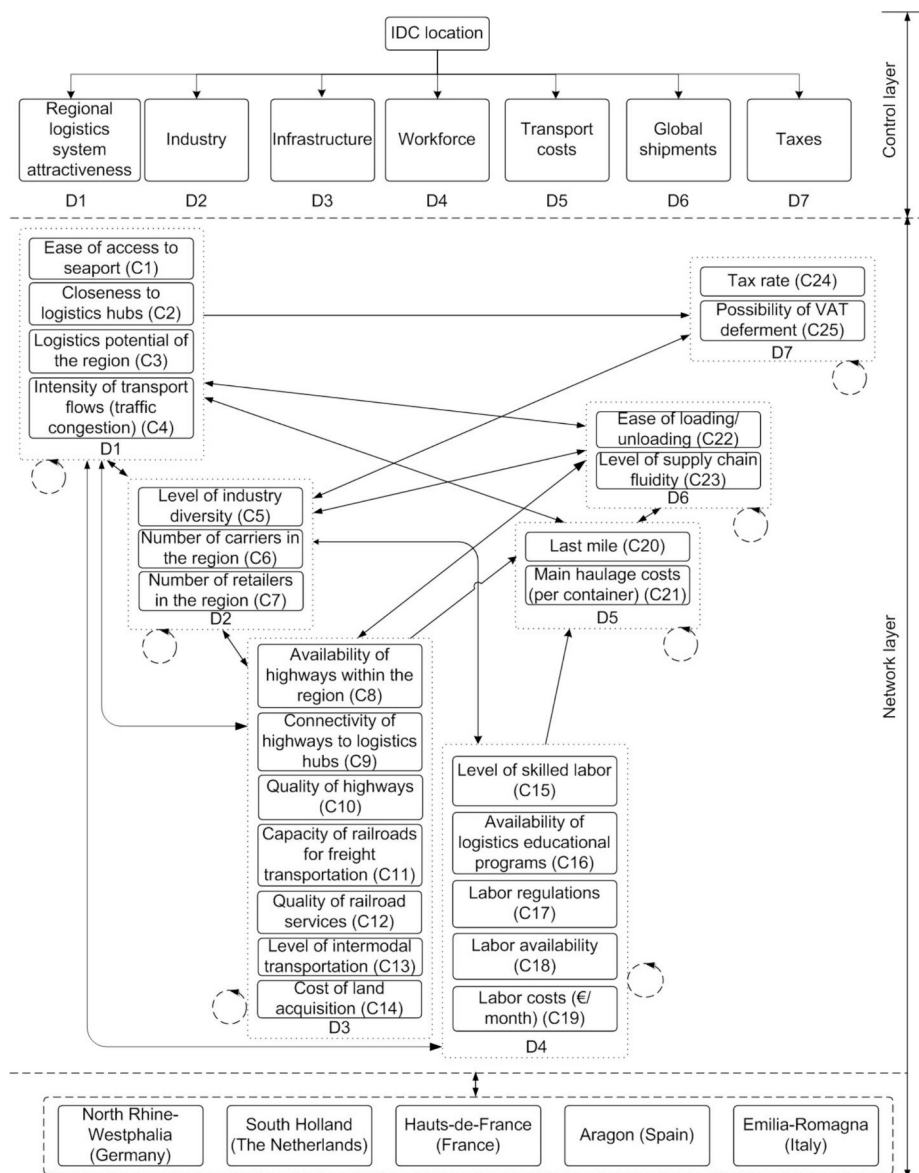 IDC location
Control layer
Regional
logistics
system
attractiveness
Industry
Infrastructure
Workforce
Transport
costs
Global
shipments
Taxes
D1
D2
D3
D4
D5
D6
D7
Network layer
Ease of access to
seaport (C1)
Closeness to
logistics hubs (C2)
Logistics potential of
the region (C3)
Intensity of transport
flows (traffic
congestion) (C4)
D1
Tax rate (C24)
Possibility of VAT
deferment (C25)
D7
Ease of loading/
unloading (C22)
Level of supply chain
fluidity (C23)
D6
Level of industry
diversity (C5)
Number of carriers
in the region (C6)
Number of retailers
in the region (C7)
D2
Last mile (C20)
Main haulage costs
(per container) (C21)
D5
Availability of
highways within the
region (C8)
Connectivity of
highways to logistics
hubs (C9)
Quality of highways
(C10)
Capacity of railroads
for freight
transportation (C11)
Quality of railroad
services (C12)
Level of intermodal
transportation (C13)
Cost of land
acquisition (C14)
D3
Level of skilled labor
(C15)
Availability of
logistics educational
programs (C16)
Labor regulations
(C17)
Labor availability
(C18)
Labor costs (€/
month) (C19)
D4
North Rhine-
Westphalia
(Germany)
South Holland
(The Netherlands)
Hauts-de-France
(France)
Aragon (Spain)
Emilia-Romagna
(Italy)